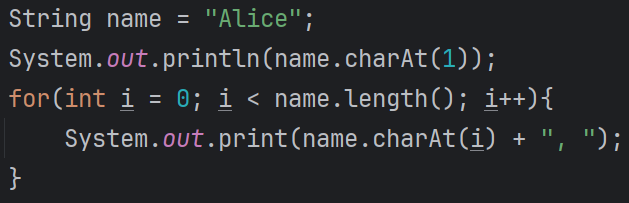 String name = "Alice";
System.out.println(name.charAt(1));
for(int i = 0; i < name.length(); i++){
    System.out.print(name.charAt(i) + ", ");
}